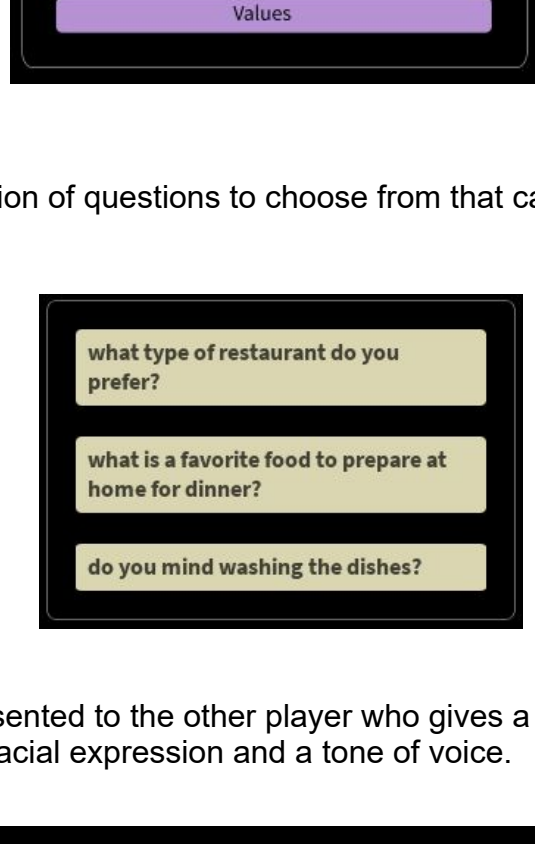 Values
ion of questions to choose from that ca
what type of restaurant do you
prefer?
what is a favorite food to prepare at
home for dinner?
do you mind washing the dishes?
sented to the other player who gives a
acial expression and a tone of voice.